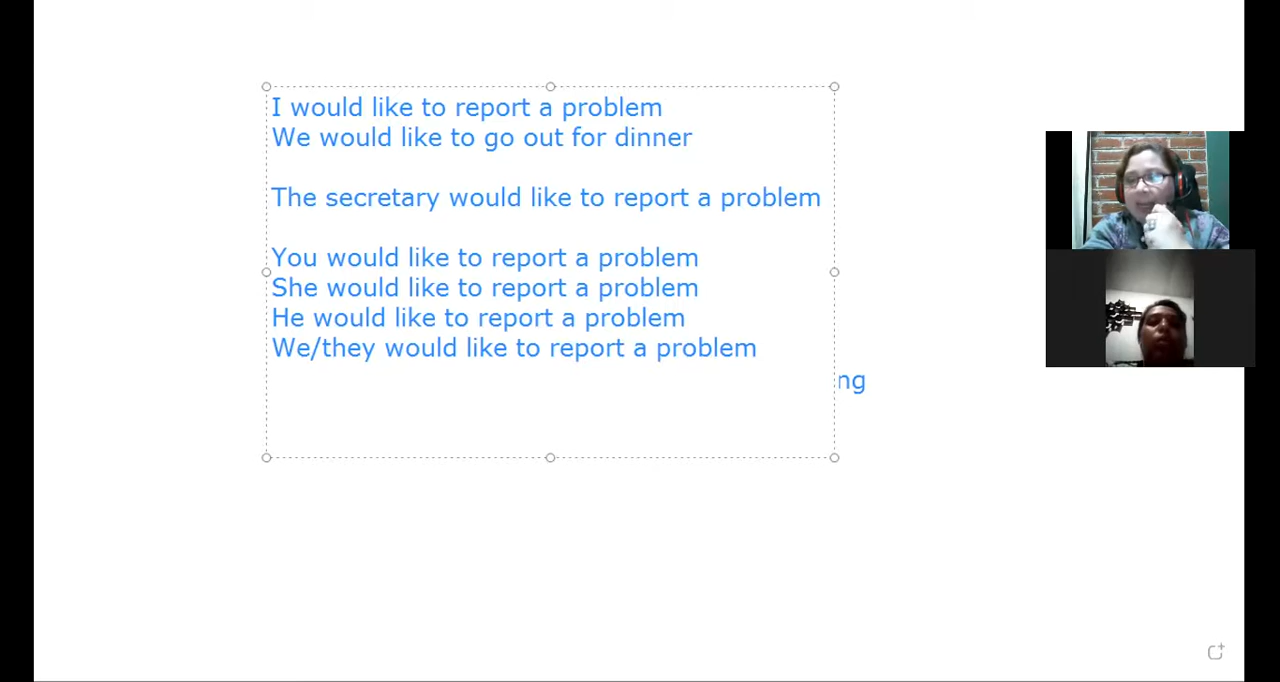 I would like to report a problem
We would like to go out for dinner
The secretary would like to report a problem
You would like to report a problem
She would like to report a problem
He would like to report a problem
We/they would like to report a problem
ng